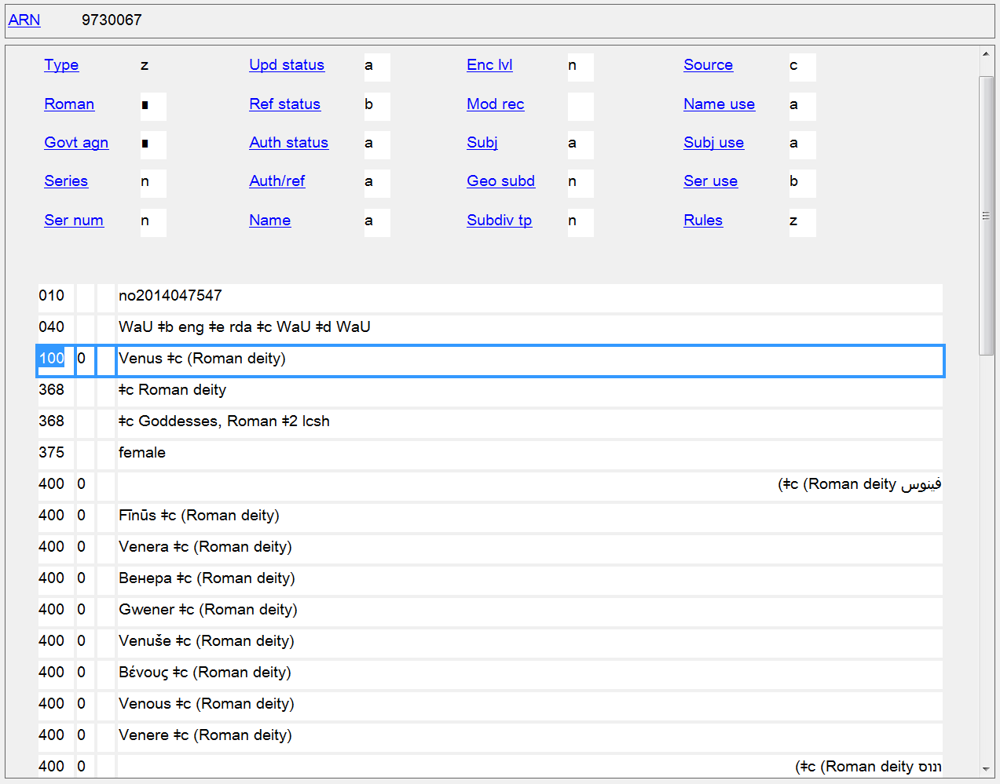 ARN 9730067
Type z Upd status a Enc lvl n Source c
Roman ∎ Ref status b Mod rec Name use a
Govt agn ∎ Auth status a Subj a Subj use a
Series n Auth/ref a Geo subd n Ser use b
Ser num n Name a Subdiv tp n Rules z
010 no2014047547
040 WaU ‡b eng ‡e rda ‡c WaU ‡d WaU
100 0 Venus ‡c (Roman deity)
368 ‡c Roman deity
368 ‡c Goddesses, Roman ‡2 lcsh
375 female
400 0 فينوس ‡c (Roman deity)
400 0 Fīnūs ‡c (Roman deity)
400 0 Venera ‡c (Roman deity)
400 0 Венера ‡c (Roman deity)
400 0 Gwener ‡c (Roman deity)
400 0 Venuše ‡c (Roman deity)
400 0 Βένους ‡c (Roman deity)
400 0 Venous ‡c (Roman deity)
400 0 Venere ‡c (Roman deity)
400 0 ונוס ‡c (Roman deity)